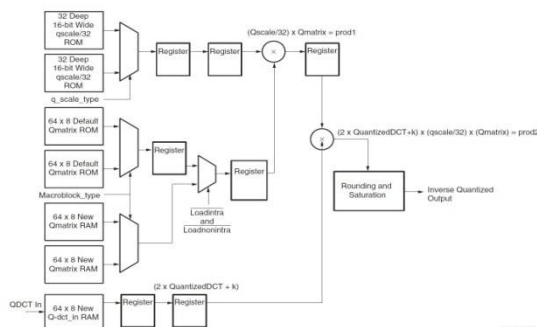 32 Deep
16-bit Wide
qscale/32
ROM
32 Deep
16-bit Wide
qscale/32
ROM
q_scale_type
Register
Register
(Qscale/32) x Qmatrix = prod1
×
Register
64 x 8 Default
Qmatrix ROM
64 x 8 Default
Qmatrix ROM
Macroblock_type
Register
Register
Loadintra
and
Loadnonintra
64 x 8 New
Qmatrix RAM
64 x 8 New
Qmatrix RAM
×
(2 x QuantizedDCT+k) x (qscale/32) x (Qmatrix) = prod2
Rounding and
Saturation
Inverse Quantized
Output
QDCT In
64 x 8 New
Q-dct_in RAM
Register
Register
(2 x QuantizedDCT + k)